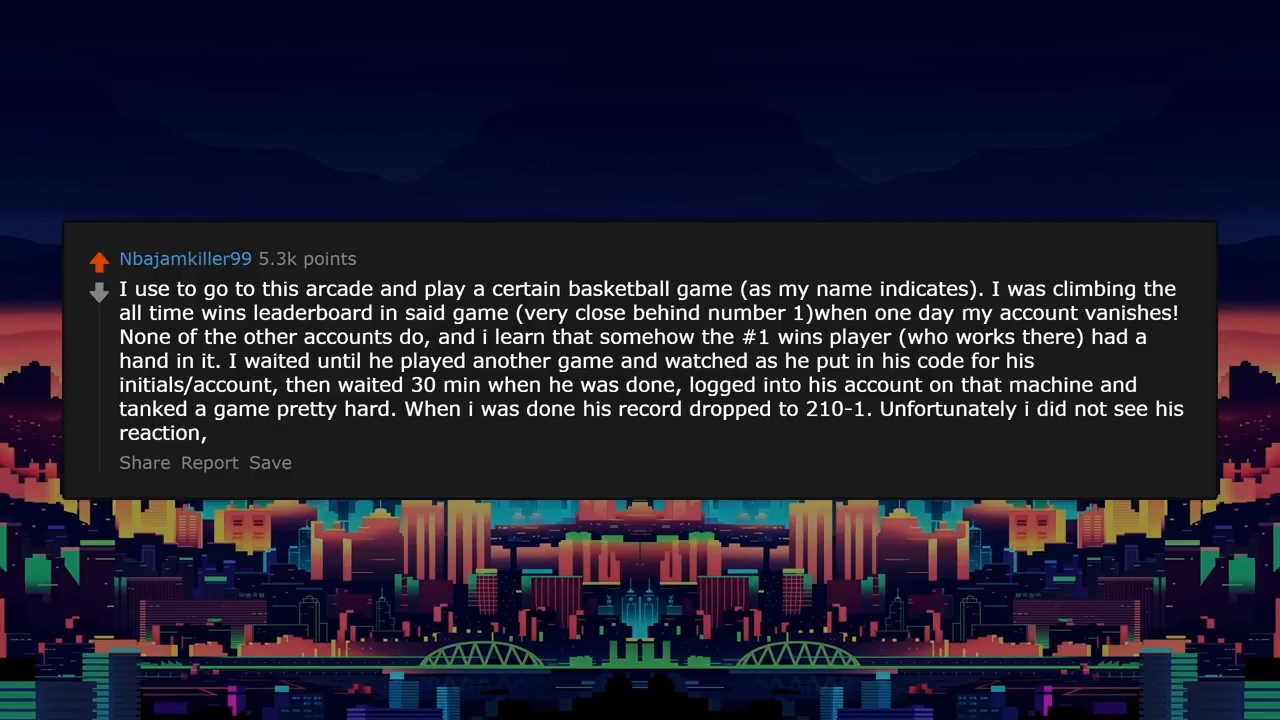 Nbajamkiller99 5.3k points
I use to go to this arcade and play a certain basketball game (as my name indicates). I was climbing the
all time wins leaderboard in said game (very close behind number 1)when one day my account vanishes!
None of the other accounts do, and i learn that somehow the #1 wins player (who works there) had a
hand in it. I waited until he played another game and watched as he put in his code for his
initials/account, then waited 30 min when he was done, logged into his account on that machine and
tanked a game pretty hard. When i was done his record dropped to 210-1. Unfortunately i did not see his
reaction,
Share Report Save